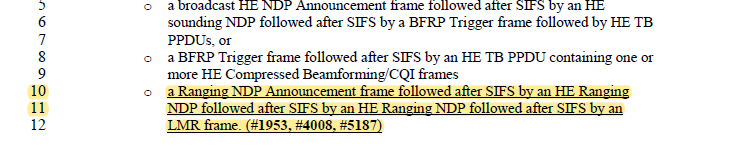 5 o a broadcast HE NDP Announcement frame followed after SIFS by an HE
6 sounding NDP followed after SIFS by a BFRP Trigger frame followed by HE TB
7 PPDUs, or
8 o a BFRP Trigger frame followed after SIFS by an HE TB PPDU containing one or
9 more HE Compressed Beamforming/CQI frames
10 o a Ranging NDP Announcement frame followed after SIFS by an HE Ranging
11 NDP followed after SIFS by an HE Ranging NDP followed after SIFS by an
12 LMR frame. (#1953, #4008, #5187)